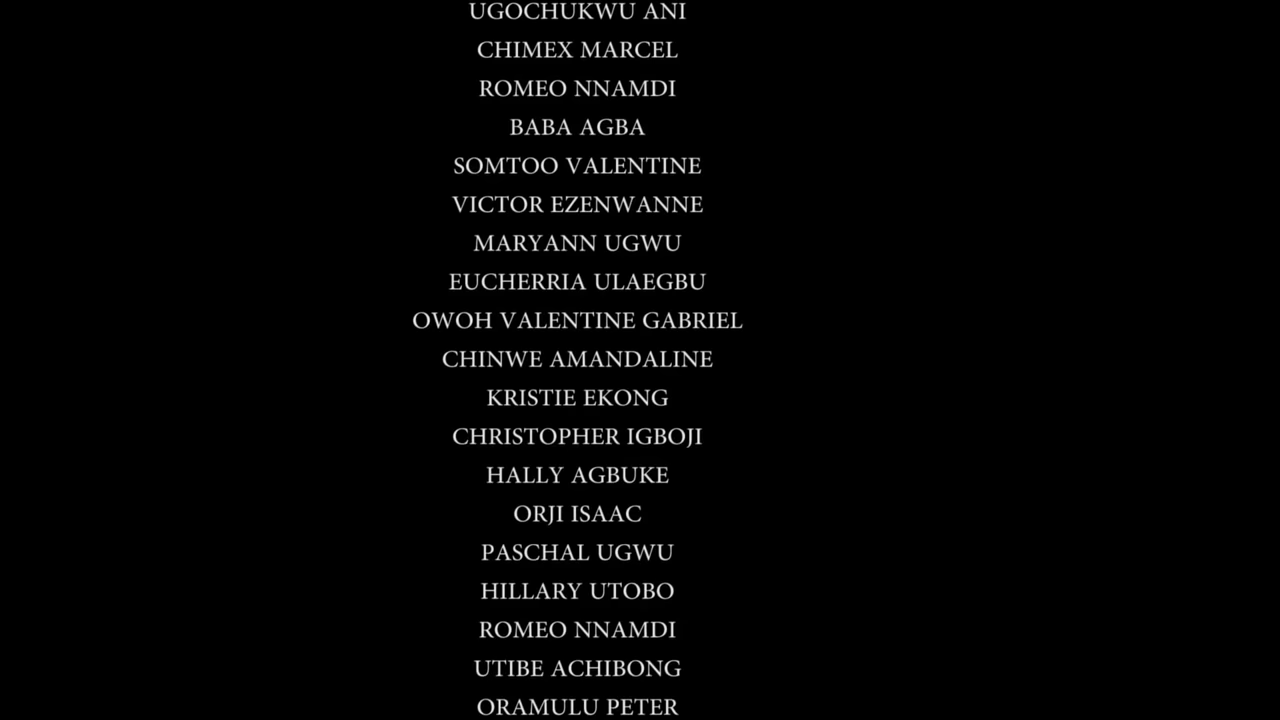 UGOCHUKWU ANI
CHIMEX MARCEL
ROMEO NNAMDI
BABA AGBA
SOMTOO VALENTINE
VICTOR EZENWANNE
MARYANN UGWU
EUCHERRIA ULAEGBU
OWOH VALENTINE GABRIEL
CHINWE AMANDALINE
KRISTIE EKONG
CHRISTOPHER IGBOJI
HALLY AGBUKE
ORJI ISAAC
PASCHAL UGWU
HILLARY UTOBO
ROMEO NNAMDI
UTIBE ACHIBONG
ORAMULU PETER